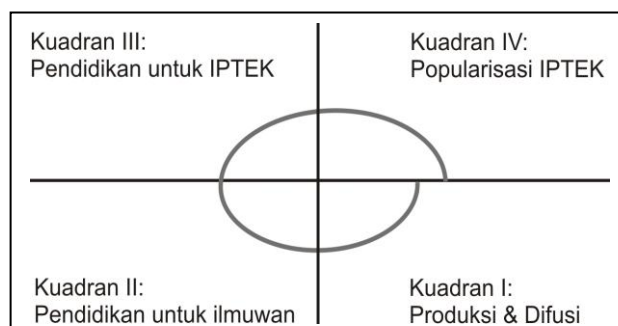 Kuadran III:
Pendidikan untuk IPTEK
Kuadran IV:
Popularisasi IPTEK
Kuadran II:
Pendidikan untuk ilmuwan
Kuadran I:
Produksi & Difusi